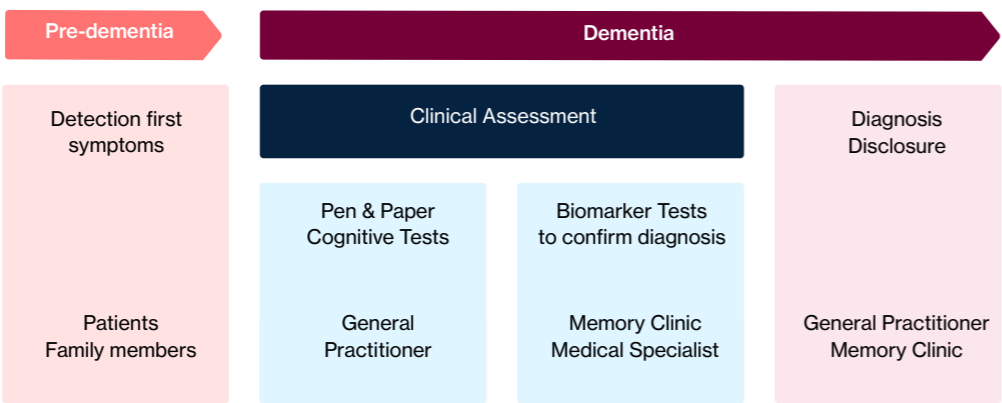 Pre-dementia
Dementia
Detection first
symptoms
Patients
Family members
Clinical Assessment
Pen & Paper
Cognitive Tests
General
Practitioner
Biomarker Tests
to confirm diagnosis
Memory Clinic
Medical Specialist
Diagnosis
Disclosure
General Practitioner
Memory Clinic